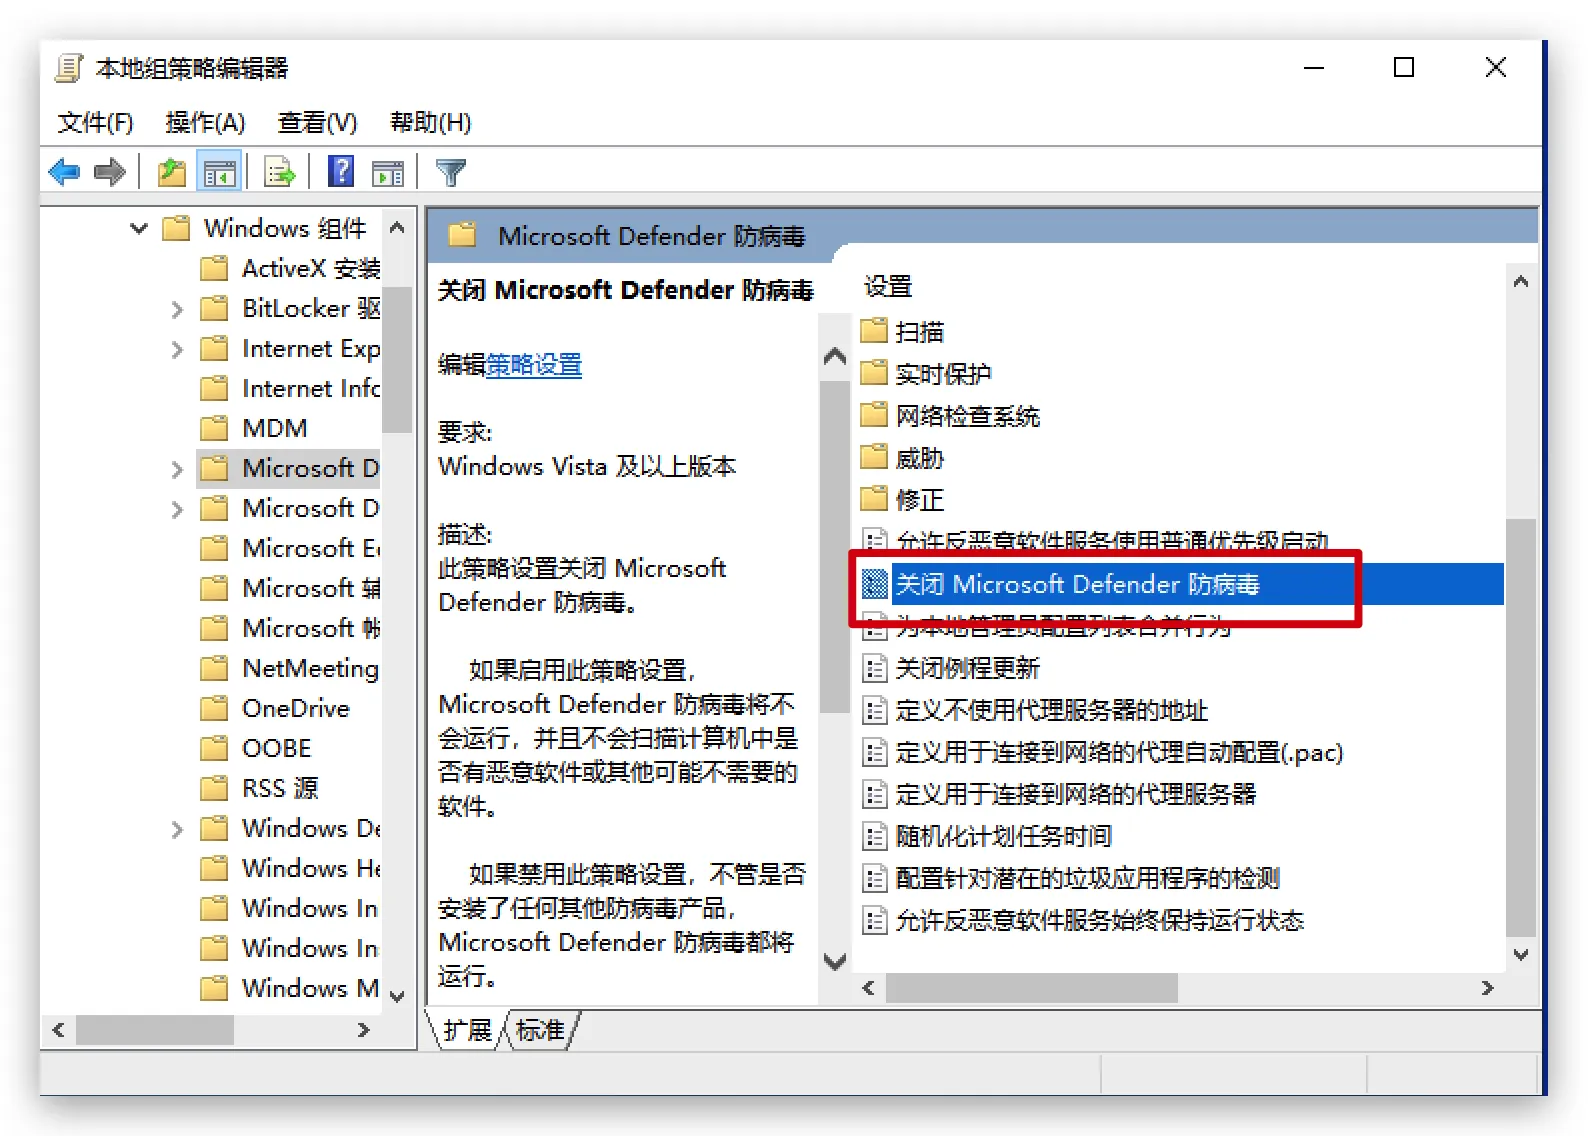 本地组策略编辑器
文件(F) 操作(A) 查看(V) 帮助(H)
Windows 组件
ActiveX 安装
BitLocker 驱
Internet Exp
Internet Info
MDM
Microsoft D
Microsoft D
Microsoft Ed
Microsoft 辅
Microsoft 帐
NetMeeting
OneDrive
OOBE
RSS 源
Windows De
Windows He
Windows In
Windows In
Windows M
Microsoft Defender 防病毒
关闭 Microsoft Defender 防病毒
编辑策略设置
要求:
Windows Vista 及以上版本
描述:
此策略设置关闭 Microsoft
Defender 防病毒。
如果启用此策略设置，
Microsoft Defender 防病毒将不
会运行，并且不会扫描计算机中是
否有恶意软件或其他可能不需要的
软件。
如果禁用此策略设置，不管是否
安装了任何其他防病毒产品，
Microsoft Defender 防病毒都将
运行。
设置
扫描
实时保护
网络检查系统
威胁
修正
允许反恶意软件服务使用普通优先级启动
关闭 Microsoft Defender 防病毒
为本地管理员配置列表合并行为
关闭例程更新
定义不使用代理服务器的地址
定义用于连接到网络的代理自动配置(.pac)
定义用于连接到网络的代理服务器
随机化计划任务时间
配置针对潜在的垃圾应用程序的检测
允许反恶意软件服务始终保持运行状态
扩展 标准